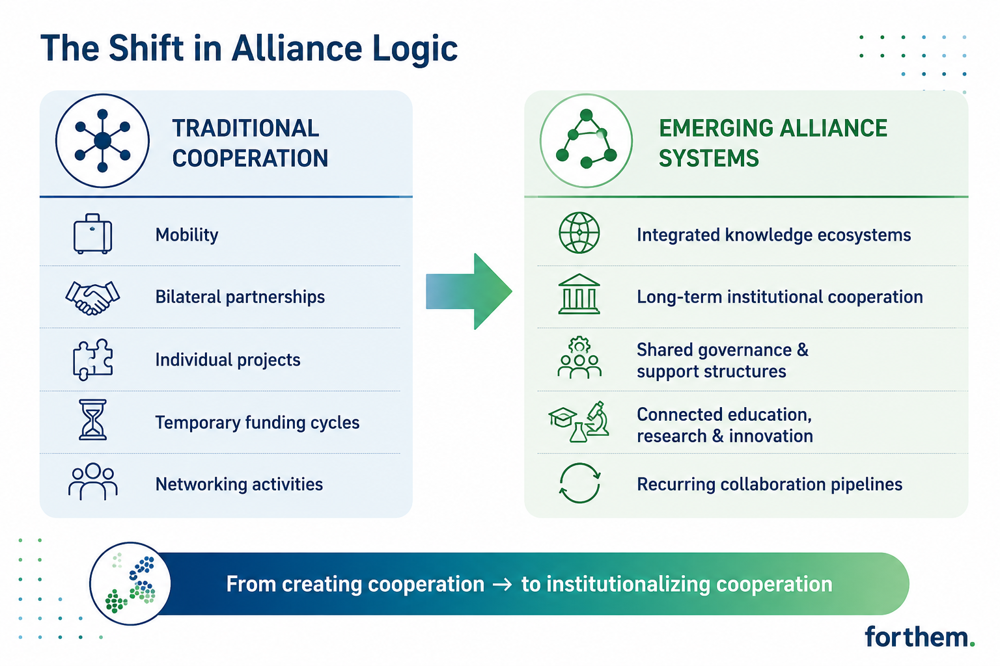 The Shift in Alliance Logic
TRADITIONAL
COOPERATION
Mobility
Bilateral partnerships
Individual projects
Temporary funding cycles
Networking activities
EMERGING ALLIANCE
SYSTEMS
Integrated knowledge ecosystems
Long-term institutional cooperation
Shared governance &
support structures
Connected education,
research & innovation
Recurring collaboration pipelines
From creating cooperation → to institutionalizing cooperation
forthem.